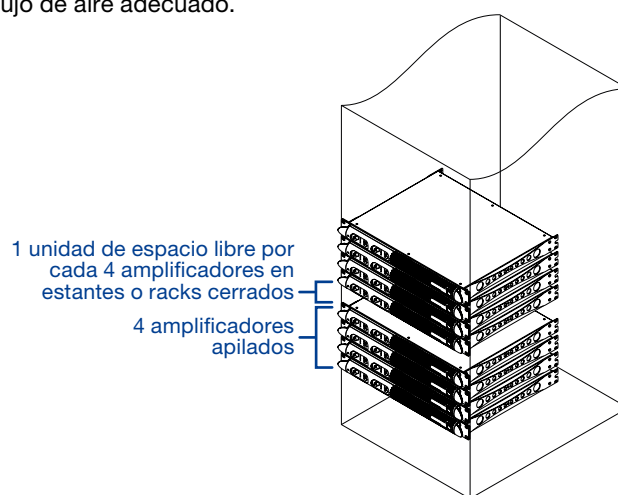 ujo de aire adecuado.
1 unidad de espacio libre por
cada 4 amplificadores en
estantes o racks cerrados
4 amplificadores
apilados